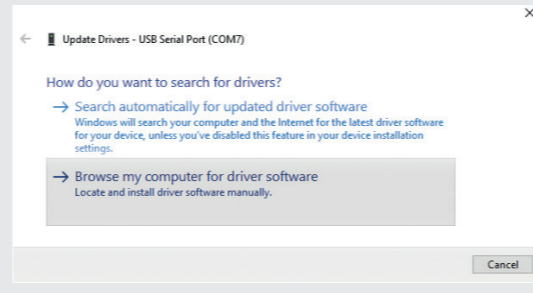 Update Drivers - USB Serial Port (COM7)
How do you want to search for drivers?
Search automatically for updated driver software
Windows will search your computer and the Internet for the latest driver software
for your device, unless you've disabled this feature in your device installation
settings.
Browse my computer for driver software
Locate and install driver software manually.
Cancel